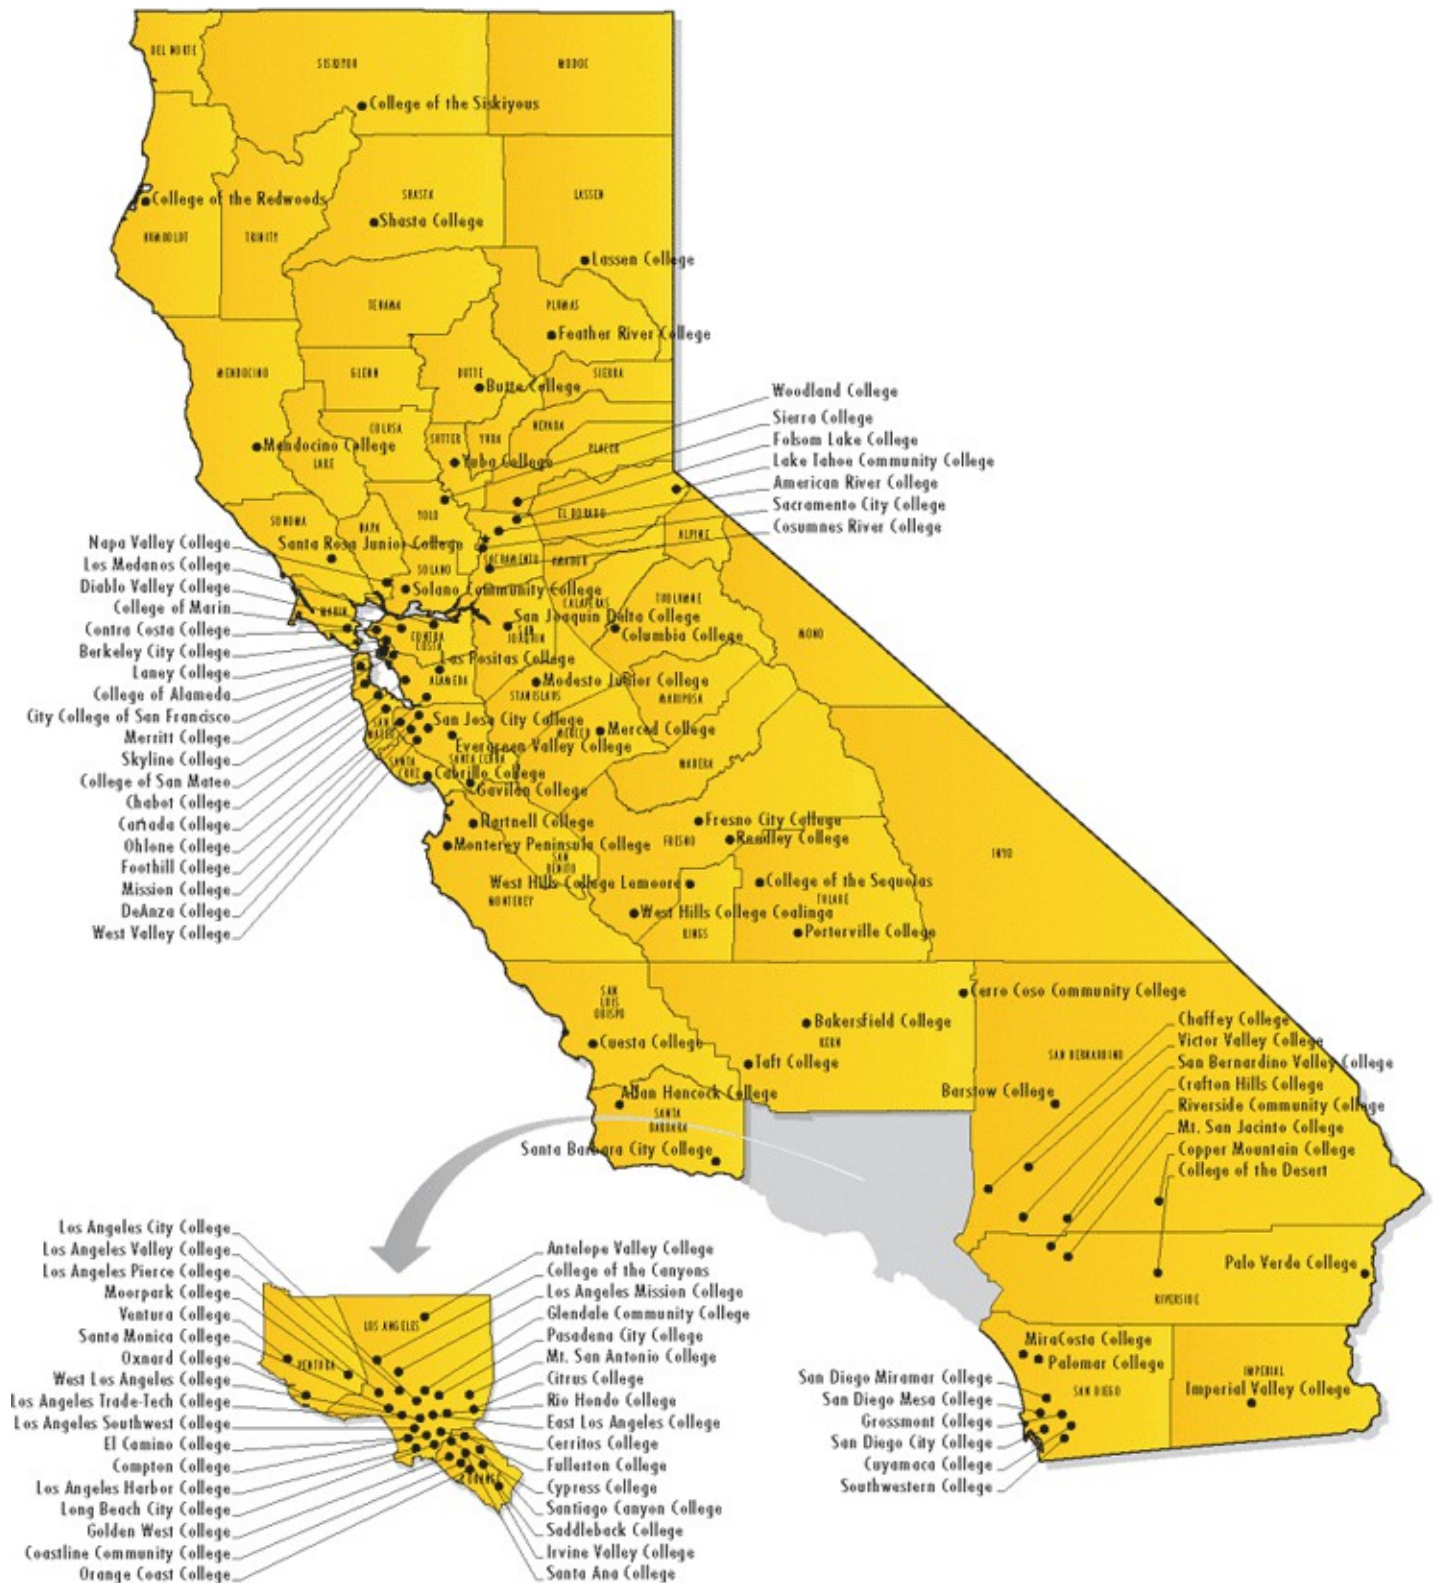 DEL NORTE
SISKIYOU
MODOC
College of the Siskiyous
College of the Redwoods
SHASTA
LASSEN
Shasta College
HUMBOLDT
TRINITY
Lassen College
TEHAMA
PLUMAS
Feather River College
MENDOCINO
GLENN
BUTTE
SIERRA
Butte College
Woodland College
Sierra College
Folsom Lake College
Lake Tahoe Community College
American River College
Sacramento City College
Cosumnes River College
COLUSA
SUTTER
YUBA
NEVADA
PLACER
Mendocino College
LAKE
Yuba College
SONOMA
NAPA
YOLO
EL DORADO
ALPINE
Santa Rosa Junior College
SOLANO
SACRAMENTO
AMADOR
Solano Community College
CALAVERAS
TUOLUMNE
MARIN
San Joaquin Delta College
SAN
JOAQUIN
Columbia College
MONO
CONTRA
COSTA
Las Positas College
ALAMEDA
Modesto Junior College
STANISLAUS
MARIPOSA
Napa Valley College
Los Medanos College
Diablo Valley College
College of Marin
Contra Costa College
Berkeley City College
Laney College
College of Alameda
City College of San Francisco
Merritt College
Skyline College
College of San Mateo
Chabot College
Cañada College
Ohlone College
Foothill College
Mission College
DeAnza College
West Valley College
SAN
MATEO
San Jose City College
Merced College
MERCED
Evergreen Valley College
SANTA CLARA
SANTA
CRUZ
Cabrillo College
MADERA
Gavilan College
Hartnell College
Fresno City College
Monterey Peninsula College
FRESNO
Reedley College
SAN
BENITO
INYO
West Hills College Lemoore
College of the Sequoias
MONTEREY
TULARE
West Hills College Coalinga
KINGS
Porterville College
SAN
LUIS
OBISPO
Cerro Coso Community College
Bakersfield College
KERN
Cuesta College
Taft College
SAN BERNARDINO
Chaffey College
Victor Valley College
San Bernardino Valley College
Crafton Hills College
Riverside Community College
Mt. San Jacinto College
Copper Mountain College
College of the Desert
Allan Hancock College
Barstow College
SANTA
BARBARA
Santa Barbara City College
Palo Verde College
RIVERSIDE
MiraCosta College
Palomar College
SAN DIEGO
IMPERIAL
Imperial Valley College
San Diego Miramar College
San Diego Mesa College
Grossmont College
San Diego City College
Cuyamaca College
Southwestern College
Los Angeles City College
Los Angeles Valley College
Los Angeles Pierce College
Moorpark College
Ventura College
Santa Monica College
Oxnard College
West Los Angeles College
Los Angeles Trade-Tech College
Los Angeles Southwest College
El Camino College
Compton College
Los Angeles Harbor College
Long Beach City College
Golden West College
Coastline Community College
Orange Coast College
LOS ANGELES
VENTURA
ORANGE
Antelope Valley College
College of the Canyons
Los Angeles Mission College
Glendale Community College
Pasadena City College
Mt. San Antonio College
Citrus College
Rio Hondo College
East Los Angeles College
Cerritos College
Fullerton College
Cypress College
Santiago Canyon College
Saddleback College
Irvine Valley College
Santa Ana College